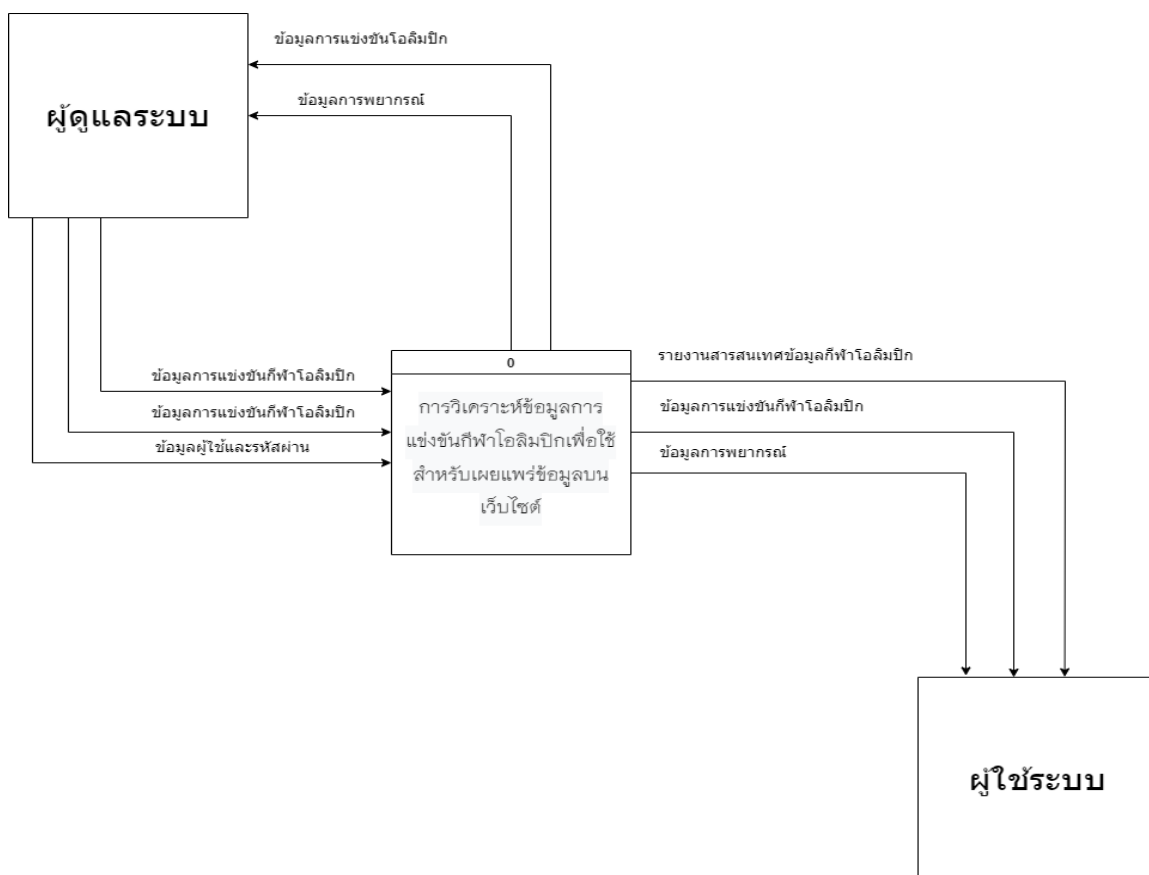 ข้อมูลการแข่งขันโอลิมปิก
ข้อมูลการพยากรณ์
ผู้ดูแลระบบ
ข้อมูลการแข่งขันกีฬาโอลิมปิก
ข้อมูลการแข่งขันกีฬาโอลิมปิก
ข้อมูลผู้ใช้และรหัสผ่าน
0
การวิเคราะห์ข้อมูลการ
แข่งขันกีฬาโอลิมปิกเพื่อใช้
สำหรับเผยแพร่ข้อมูลบน
เว็บไซต์
รายงานสารสนเทศข้อมูลกีฬาโอลิมปิก
ข้อมูลการแข่งขันกีฬาโอลิมปิก
ข้อมูลการพยากรณ์
ผู้ใช้ระบบ